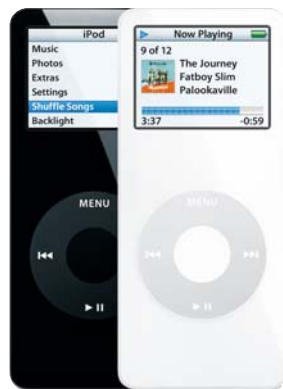 iPod
Music
Photos
Extras
Settings
Shuffle Songs
Backlight
MENU
Now Playing
9 of 12
The Journey
Fatboy Slim
Palookaville
3:37 -0:59
MENU